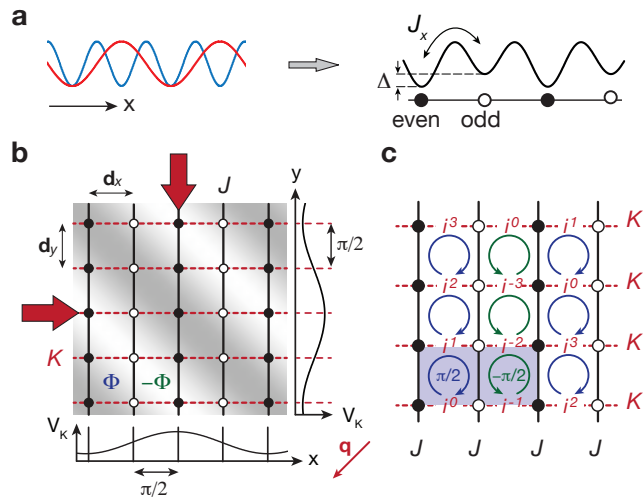 a
J_x
Δ
x
even odd
b
d_x
J
y
d_y
π/2
K
Φ -Φ
V_K
V_K
x
π/2
q
c
i^3 i^0 i^1 K
i^2 i^-3 i^0 K
i^1 i^-2 i^3 K
π/2 -π/2
i^0 i^-1 i^2 K
J J J J